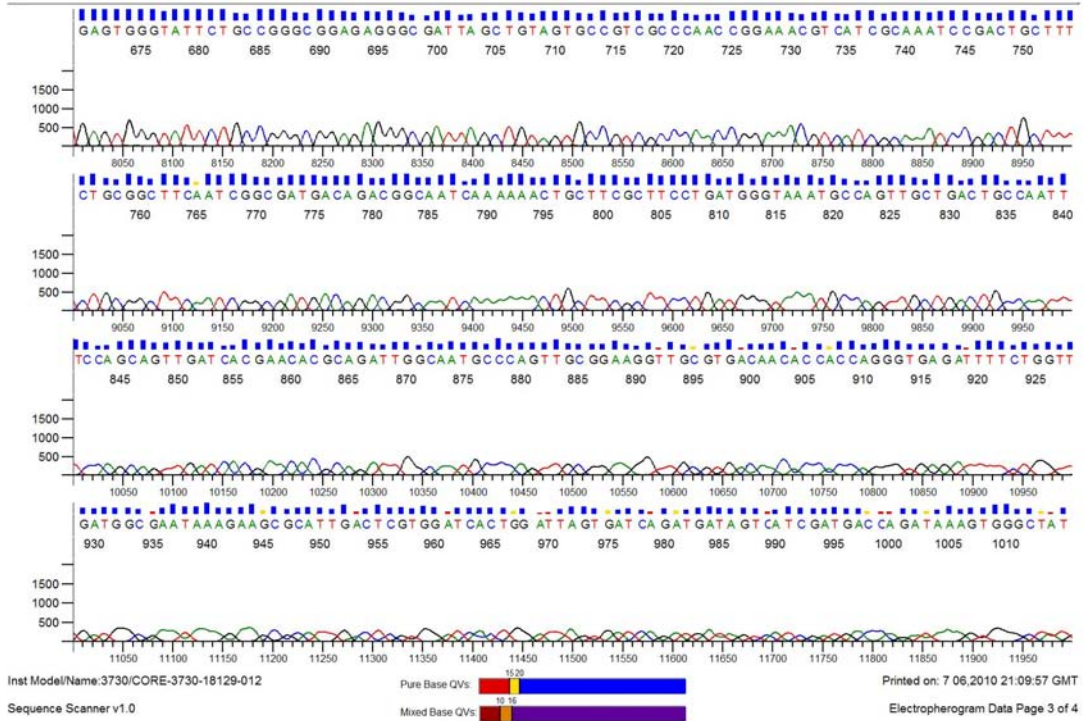 GAGTGGGTATTCTGCCGGGCGGAGAGGGCGATTAGCTGTAGTGCCGTCGCCCAACCGGAAACGTCATCGCAAATCCGACTGCTTT
675 680 685 690 695 700 705 710 715 720 725 730 735 740 745 750
1500
1000
500
8050 8100 8150 8200 8250 8300 8350 8400 8450 8500 8550 8600 8650 8700 8750 8800 8850 8900 8950
CTGCGGCTTCAATCGGCGATGACAGACGGCAATCAAAAAACTGCTTCGCTTCCTGATGGGTAAATGCCAGTTGCTGACTGCCAATT
760 765 770 775 780 785 790 795 800 805 810 815 820 825 830 835 840
1500
1000
500
9050 9100 9150 9200 9250 9300 9350 9400 9450 9500 9550 9600 9650 9700 9750 9800 9850 9900 9950
TCCAGCAGTTGATCACGAACACGCAGATTGGCAATGCCCAGTTGCGGAAGGTTGCGTGACAACACCACCAGGGTGAGATTTTCTGGTT
845 850 855 860 865 870 875 880 885 890 895 900 905 910 915 920 925
1500
1000
500
10050 10100 10150 10200 10250 10300 10350 10400 10450 10500 10550 10600 10650 10700 10750 10800 10850 10900 10950
GATGGCGAATAAAGAAGCGCATTGACTCGTGGATCACTGG ATTAGTGATCAGATGATAGTCATCGATGACCAGATAAAGTGGGCTAT
930 935 940 945 950 955 960 965 970 975 980 985 990 995 1000 1005 1010
1500
1000
500
11050 11100 11150 11200 11250 11300 11350 11400 11450 11500 11550 11600 11650 11700 11750 11800 11850 11900 11950
Inst Model/Name:3730/CORE-3730-18129-012
Sequence Scanner v1.0
1520
Pure Base QVs:
10 16
Mixed Base QVs:
Printed on: 7 06,2010 21:09:57 GMT
Electropherogram Data Page 3 of 4